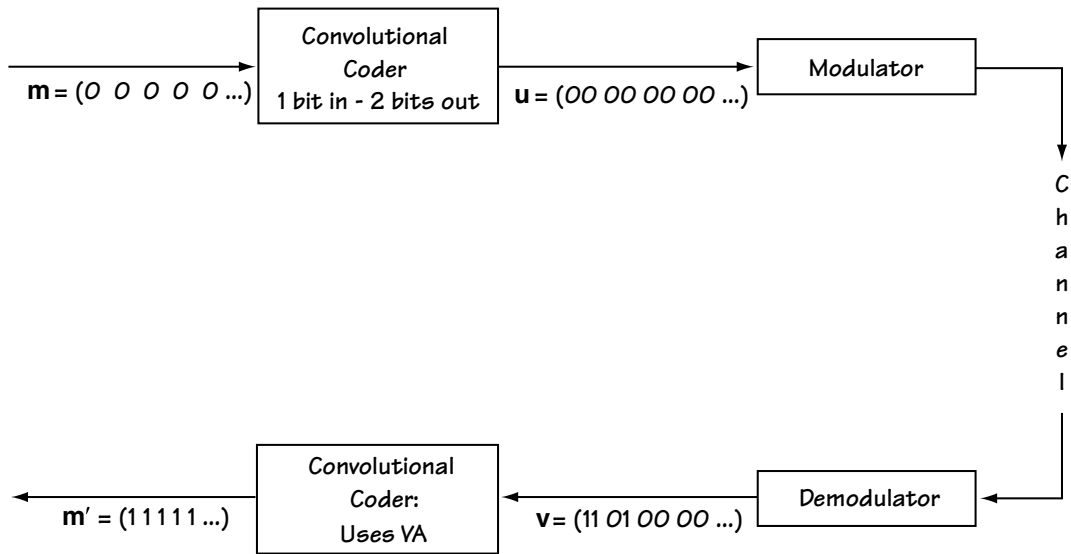 Convolutional
Coder
1 bit in - 2 bits out
m = (0 0 0 0 0 ...)
u = (00 00 00 00 ...)
Modulator
Channel
Demodulator
v = (11 01 00 00 ...)
Convolutional
Coder:
Uses VA
m′ = (1 1 1 1 1 ...)